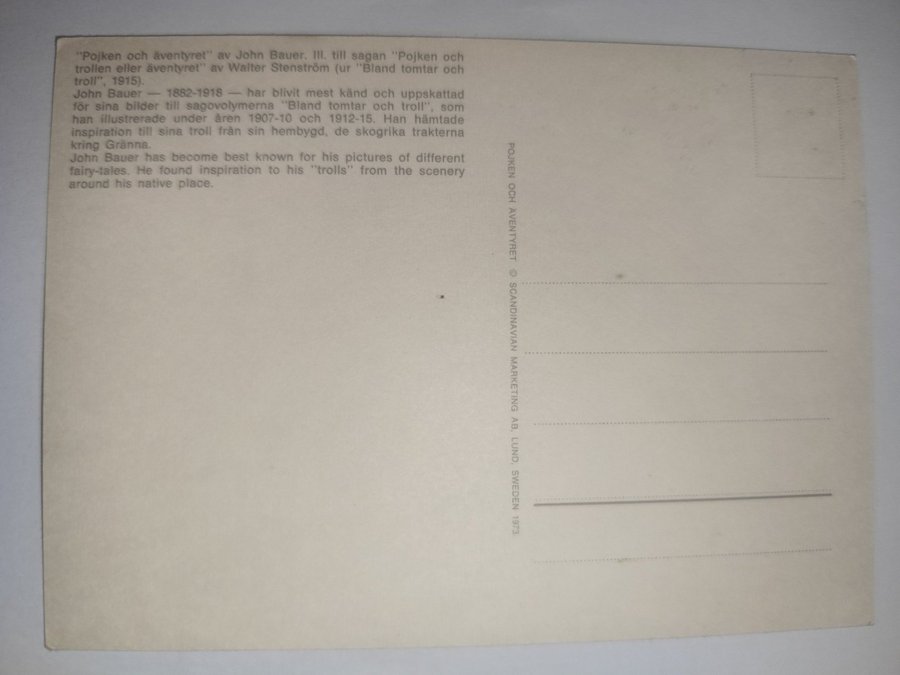 "Pojken och äventyret" av John Bauer. Ill. till sagan "Pojken och
trollen eller äventyret" av Walter Stenström (ur "Bland tomtar och
troll", 1915).
John Bauer — 1882-1918 — har blivit mest känd och uppskattad
för sina bilder till sagovolymerna "Bland tomtar och troll", som
han illustrerade under åren 1907-10 och 1912-15. Han hämtade
inspiration till sina troll från sin hembygd, de skogrika trakterna
kring Gränna.
John Bauer has become best known for his pictures of different
fairy-tales. He found inspiration to his "trolls" from the scenery
around his native place.
POJKEN OCH ÄVENTYRET © SCANDINAVIAN MARKETING AB, LUND, SWEDEN 1973.